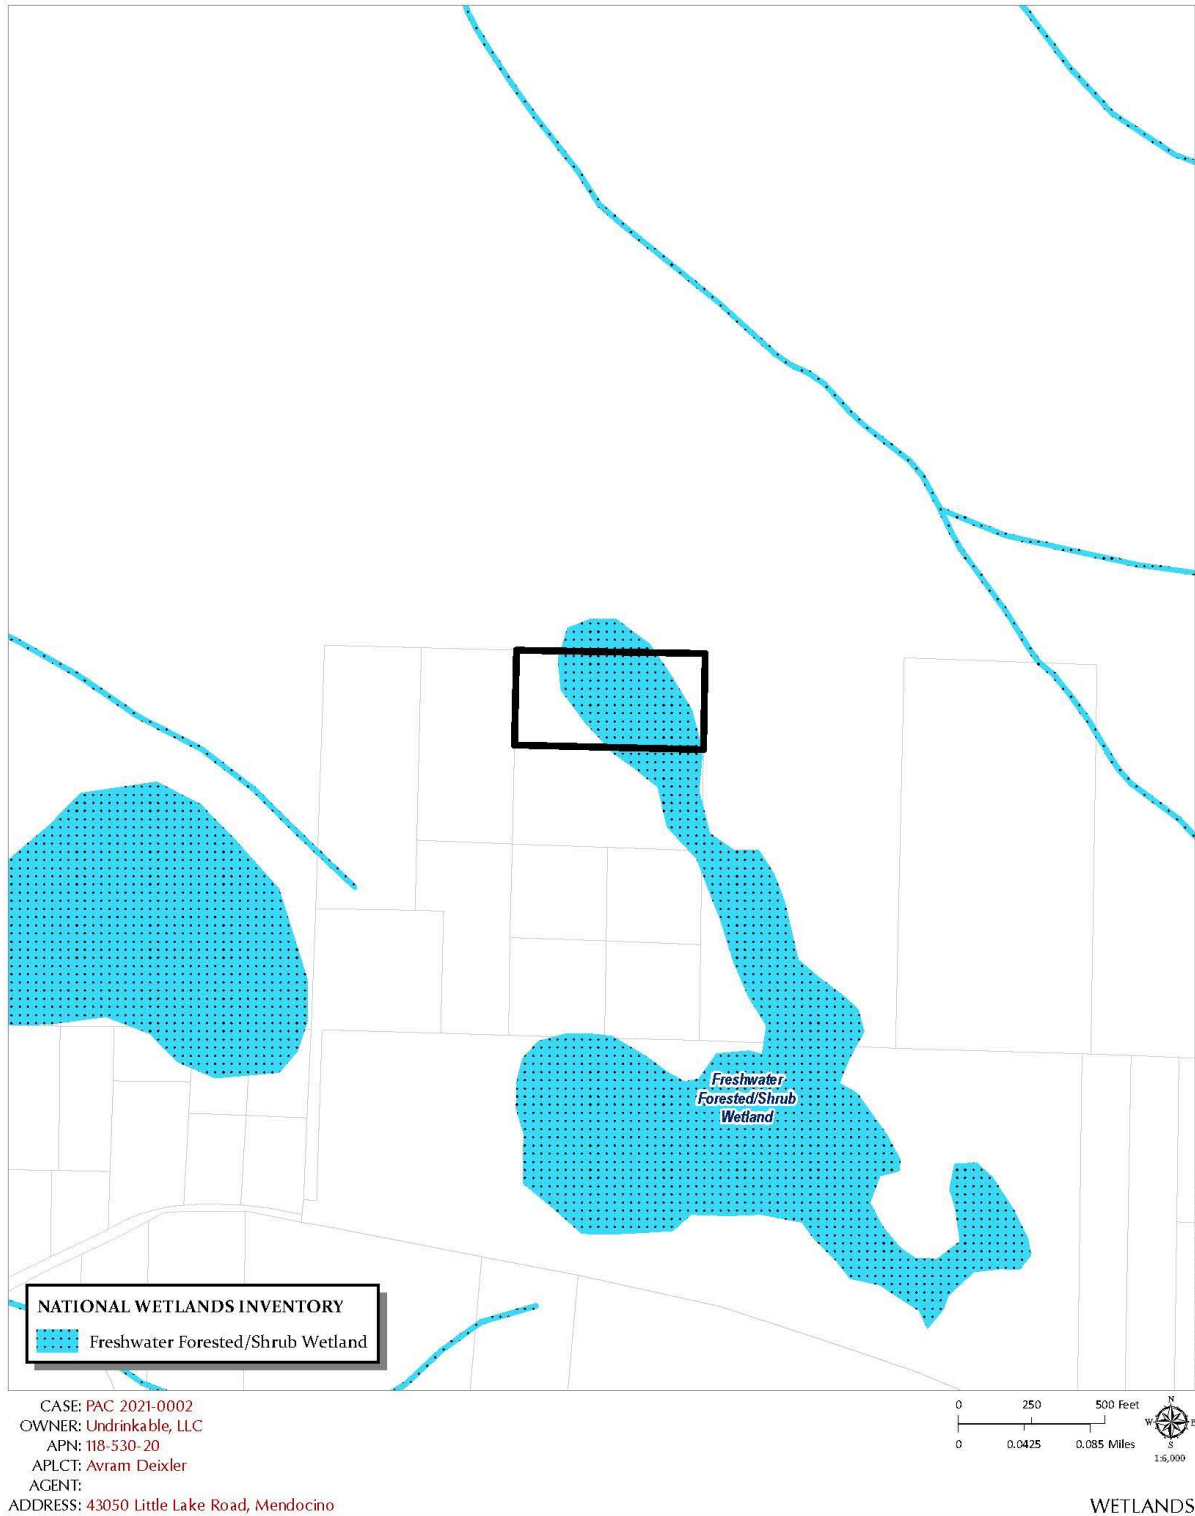 Freshwater
Forested/Shrub
Wetland
NATIONAL WETLANDS INVENTORY
Freshwater Forested/Shrub Wetland
CASE: PAC 2021-0002
OWNER: Undrinkable, LLC
APN: 118-530-20
APLCT: Avram Deixler
AGENT:
ADDRESS: 43050 Little Lake Road, Mendocino
0 250 500 Feet
0 0.0425 0.085 Miles
N
W E
S
1:6,000
WETLANDS